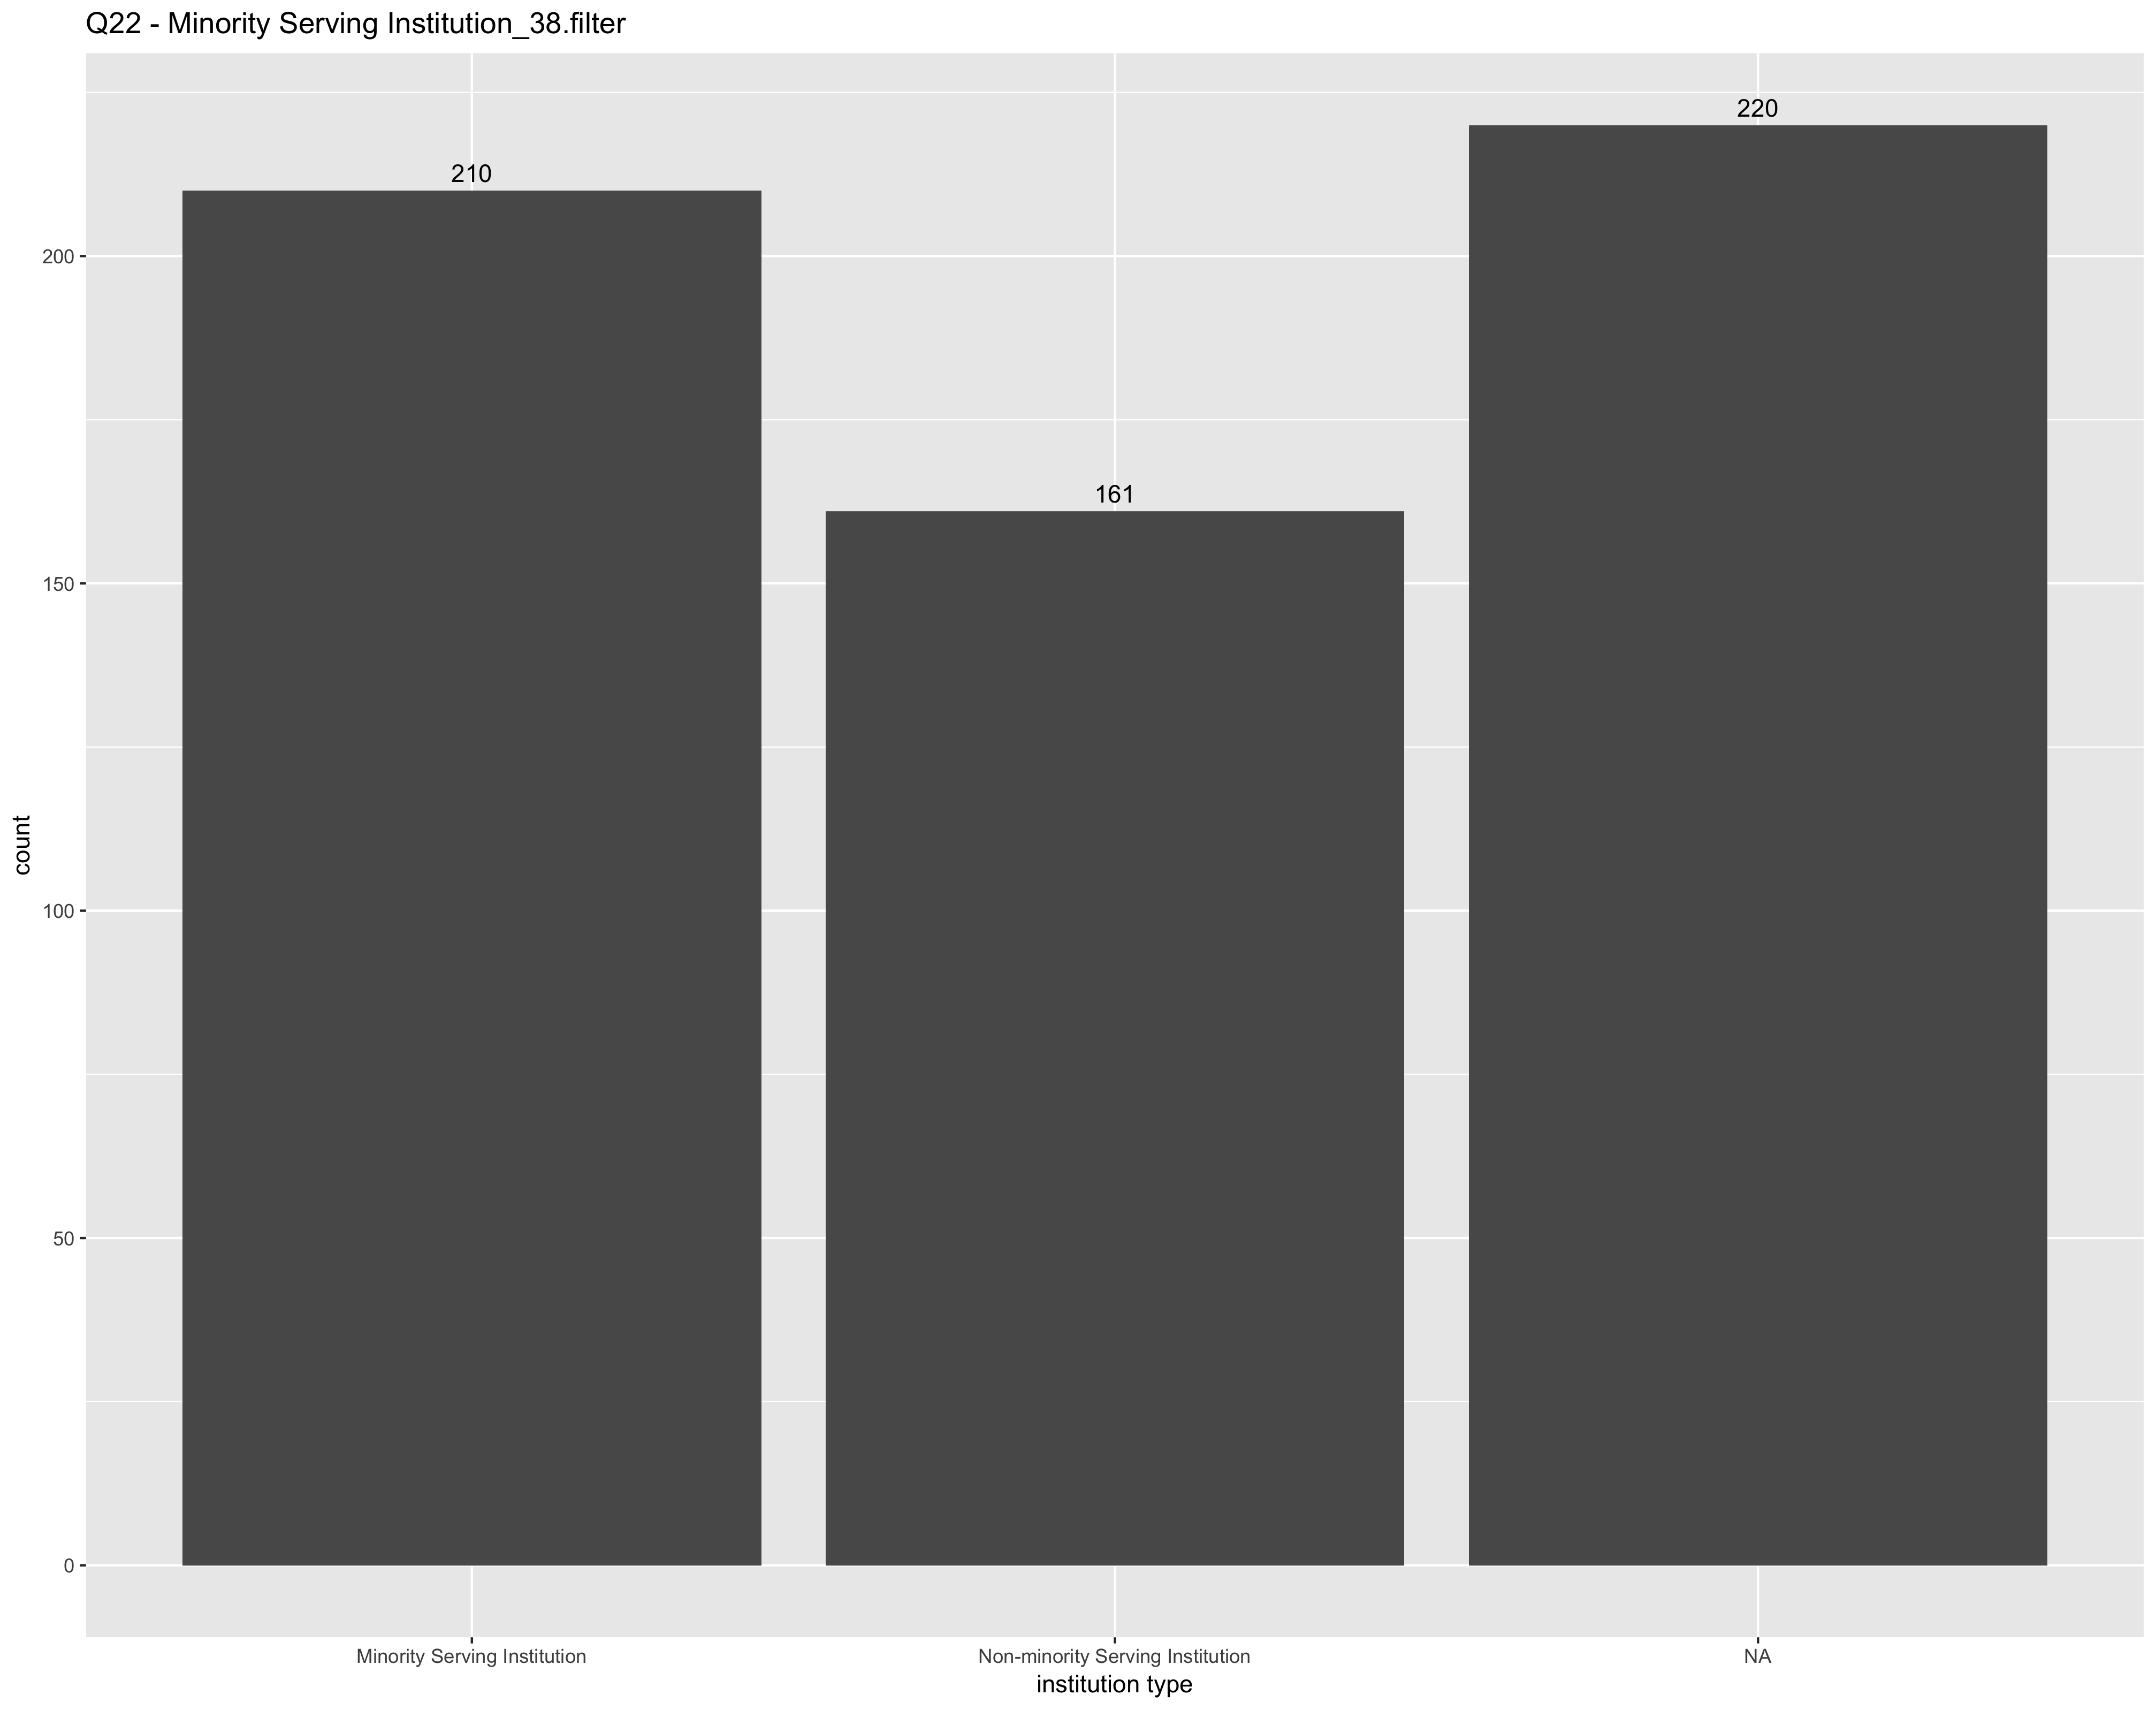 Q22 - Minority Serving Institution_38.filter
220
210
200
161
150
count
100
50
0
Minority Serving Institution
Non-minority Serving Institution
NA
institution type